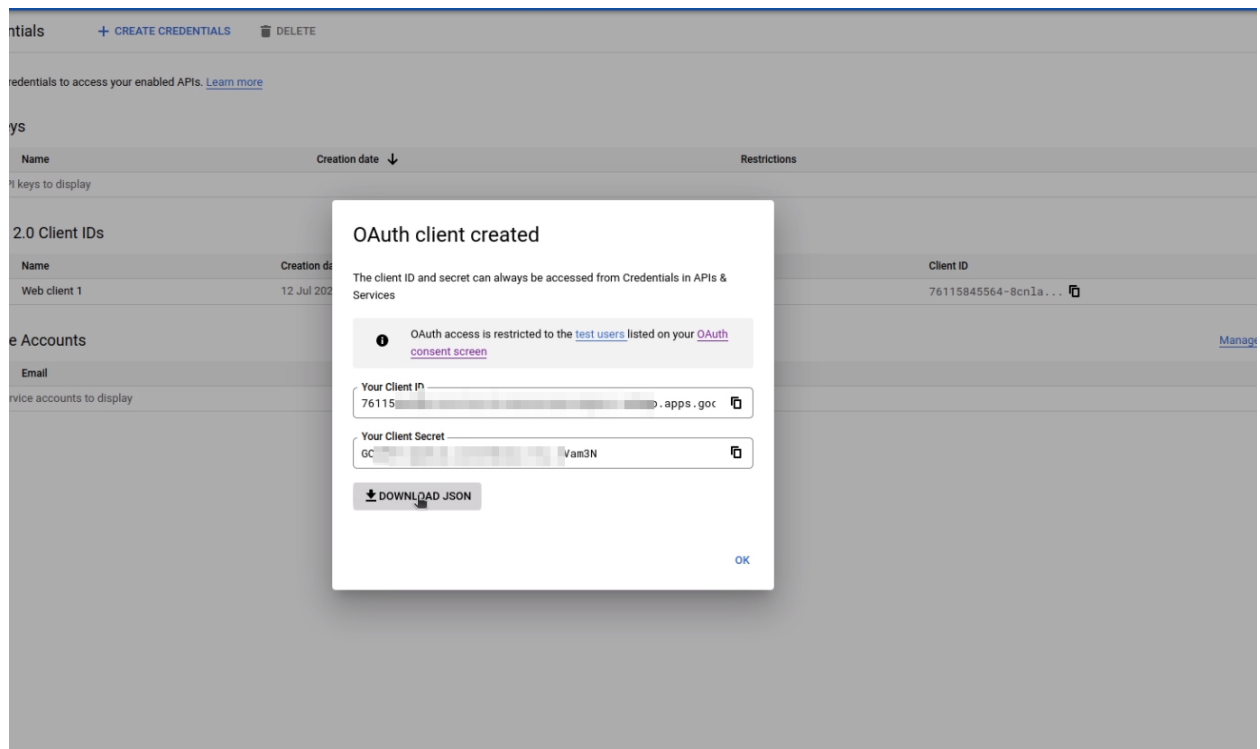 ntials + CREATE CREDENTIALS DELETE
redentials to access your enabled APIs. Learn more
ys
Name Creation date Restrictions
PI keys to display
2.0 Client IDs
Name Creation da Client ID
Web client 1 12 Jul 202 76115845564-8cnla...
e Accounts Manage
Email
rvice accounts to display
OAuth client created
The client ID and secret can always be accessed from Credentials in APIs &
Services
OAuth access is restricted to the test users listed on your OAuth
consent screen
Your Client ID
76115 .apps.goo
Your Client Secret
GC Vam3N
DOWNLOAD JSON
OK